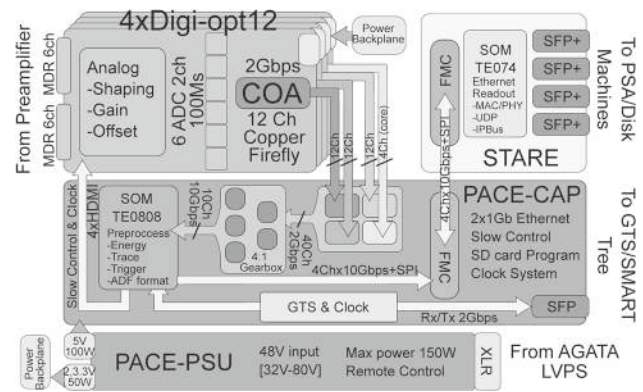 4xDigi-opt12
Power
Backplane
From Preamplifier
MDR 6ch
MDR 6ch
Analog
-Shaping
-Gain
-Offset
6 ADC 2ch
100Ms
2Gbps
COA
12 Ch
Copper
Firefly
12Ch
12Ch
12Ch
4Ch (core)
FMC
SOM
TE074
Ethernet
Readout
-MAC/PHY
-UDP
-IPBus
SFP+
SFP+
SFP+
SFP+
STARE
To PSA/Disk
Machines
4Chx10Gbps+SPI
Slow Control & Clock
4xHDMI
SOM
TE0808
Preproccess
-Energy
-Trace
-Trigger
-ADF format
10Ch
10Gbps
4.1
Gearbox
40Ch
2Gbps
4Chx10Gbps+SPI
FMC
PACE-CAP
2x1Gb Ethernet
Slow Control
SD card Program
Clock System
GTS & Clock
Rx/Tx 2Gbps
SFP
To GTS/SMART
Tree
5V
100W
Power
Backplane
2,3.3V
50W
PACE-PSU
48V input
[32V-80V]
Max power 150W
Remote Control
XLR
From AGATA
LVPS